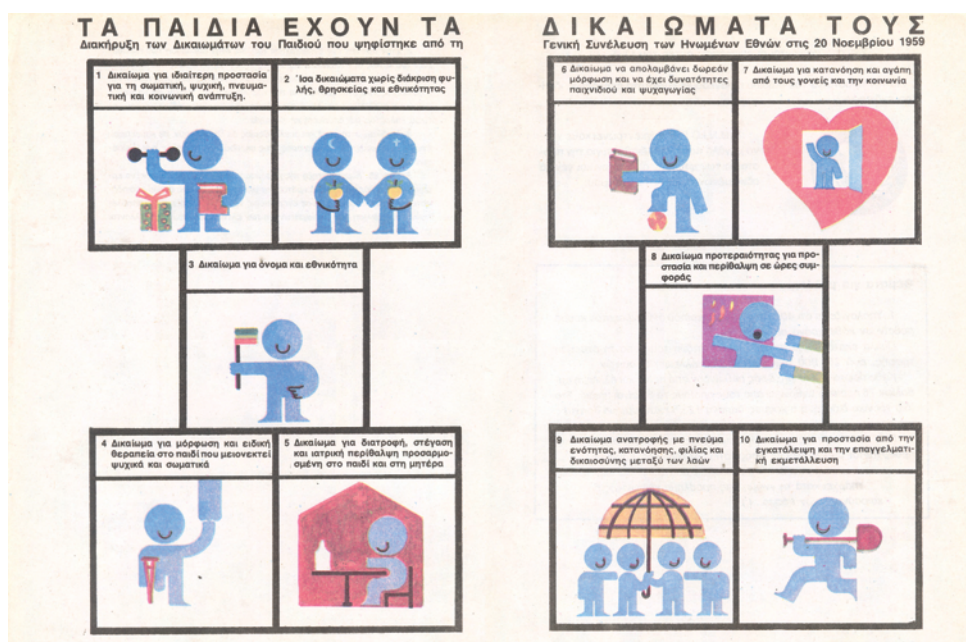 ΤΑ ΠΑΙΔΙΑ ΕΧΟΥΝ ΤΑ
Διακήρυξη των Δικαιωμάτων του Παιδιού που ψηφίστηκε από τη
1 Δικαίωμα για ιδιαίτερη προστασία
για τη σωματική, ψυχική, πνευμα-
τική και κοινωνική ανάπτυξη.
2 Ίσα δικαιώματα χωρίς διάκριση φυ-
λής, θρησκείας και εθνικότητας
3 Δικαίωμα για όνομα και εθνικότητα
4 Δικαίωμα για μόρφωση και ειδική
θεραπεία στο παιδί που μειονεκτεί
ψυχικά και σωματικά
5 Δικαίωμα για διατροφή, στέγαση
και ιατρική περίθαλψη προσαρμο-
σμένη στο παιδί και στη μητέρα
ΔΙΚΑΙΩΜΑΤΑ ΤΟΥΣ
Γενική Συνέλευση των Ηνωμένων Εθνών στις 20 Νοεμβρίου 1959
6 Δικαίωμα να απολαμβάνει δωρεάν
μόρφωση και να έχει δυνατότητες
παιχνιδιού και ψυχαγωγίας
7 Δικαίωμα για κατανόηση και αγάπη
από τους γονείς και την κοινωνία
8 Δικαίωμα προτεραιότητας για προ-
στασία και περίθαλψη σε ώρες συμ-
φοράς
9 Δικαίωμα ανατροφής με πνεύμα
ενότητας, κατανόησης, φιλίας και
δικαιοσύνης μεταξύ των λαών
10 Δικαίωμα για προστασία από την
εγκατάλειψη και την επαγγελματι-
κή εκμετάλλευση